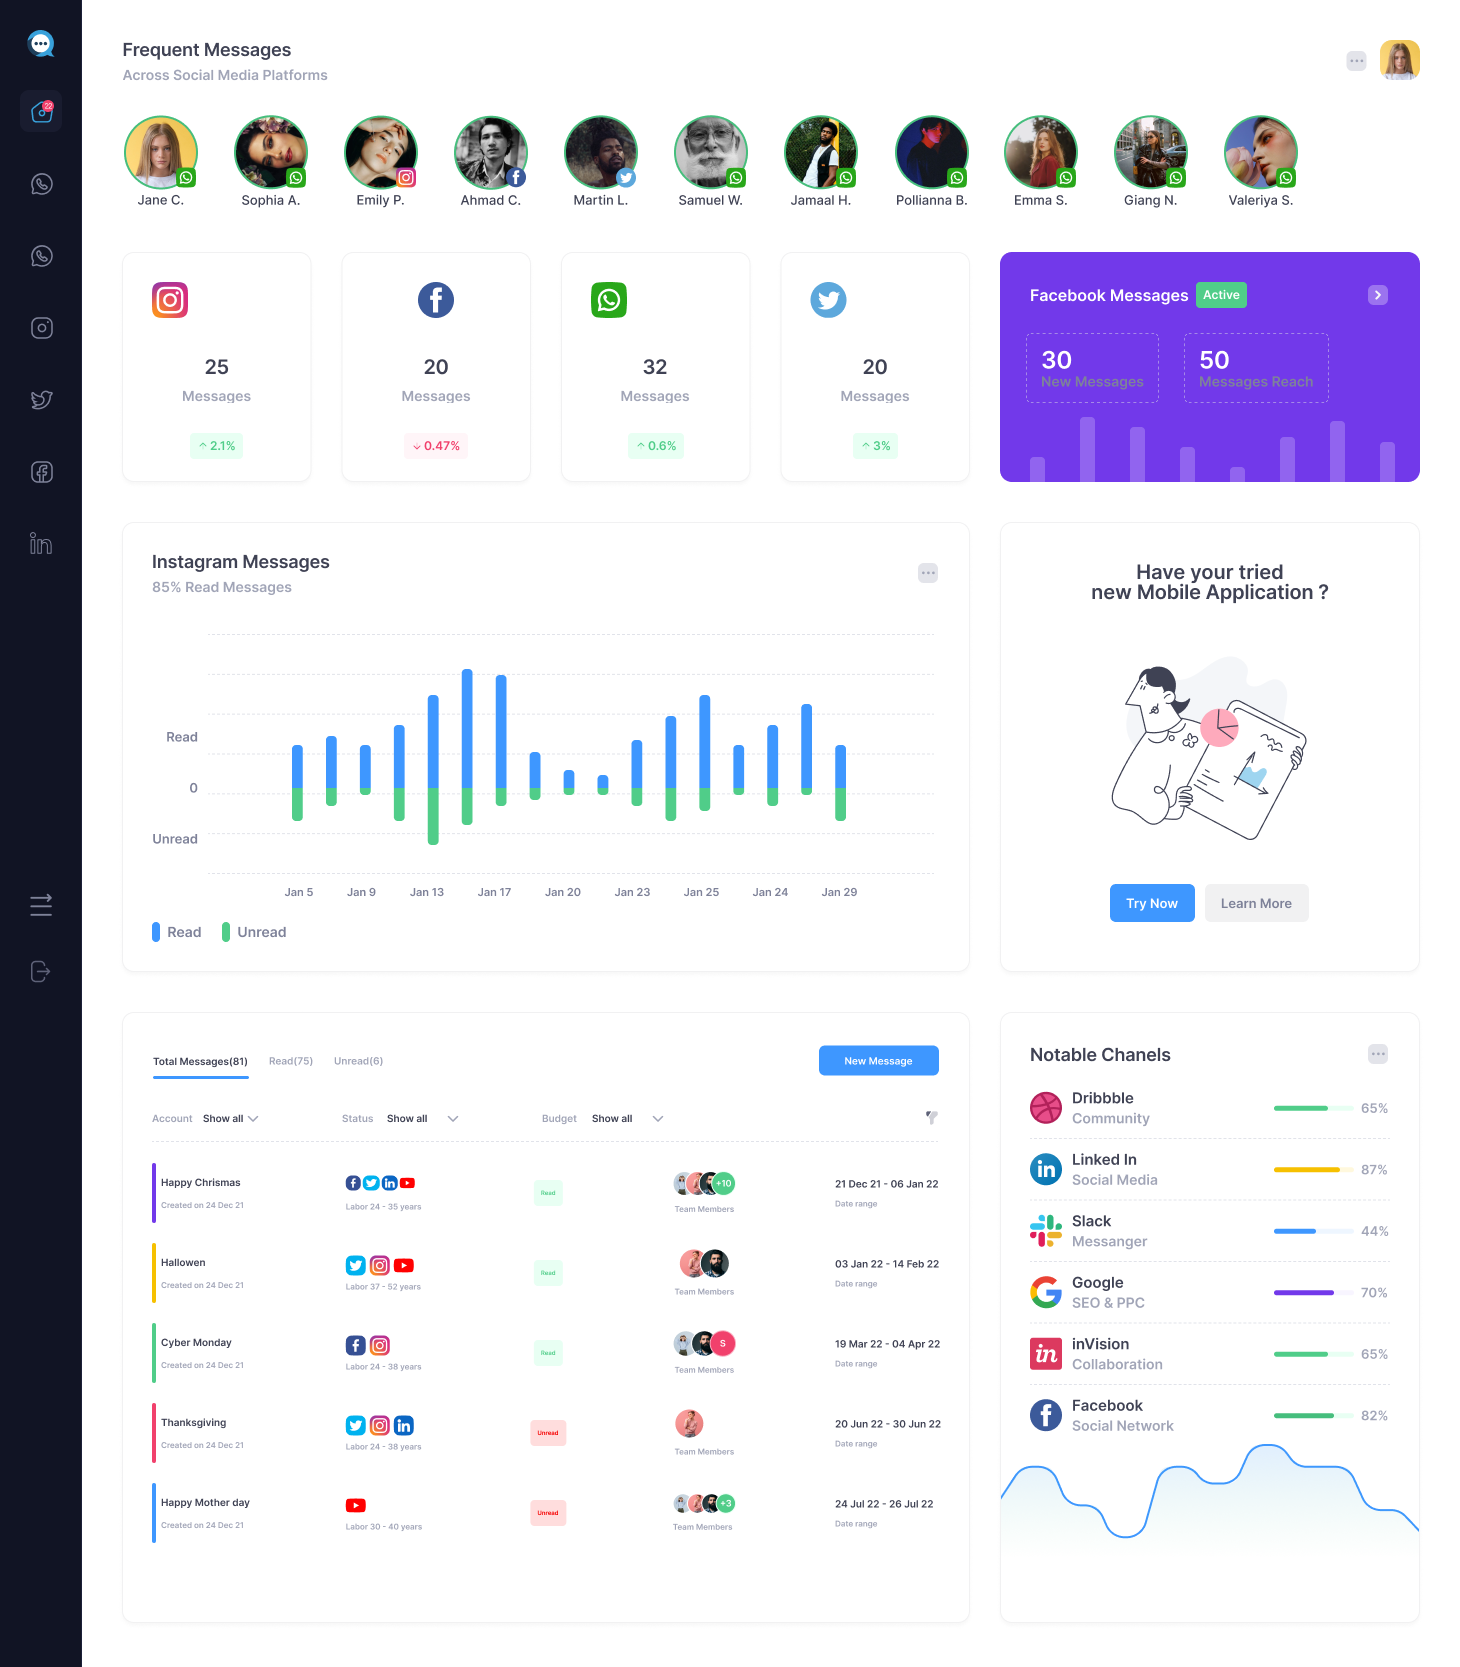 Frequent Messages
Across Social Media Platforms
22
Jane C.
Sophia A.
Emily P.
Ahmad C.
Martin L.
Samuel W.
Jamaal H.
Pollianna B.
Emma S.
Giang N.
Valeriya S.
25
Messages
2.1%
20
Messages
0.47%
32
Messages
0.6%
20
Messages
3%
Facebook Messages
Active
30
New Messages
50
Messages Reach
Instagram Messages
85% Read Messages
Read
0
Unread
Jan 5 Jan 9 Jan 13 Jan 17 Jan 20 Jan 23 Jan 25 Jan 24 Jan 29
Read Unread
Have your tried
new Mobile Application ?
Try Now
Learn More
Total Messages(81) Read(75) Unread(6)
New Message
Account Show all Status Show all Budget Show all
Happy Chrismas
Created on 24 Dec 21
Labor 24 - 35 years
Read
+10
Team Members
21 Dec 21 - 06 Jan 22
Date range
Hallowen
Created on 24 Dec 21
Labor 37 - 52 years
Read
Team Members
03 Jan 22 - 14 Feb 22
Date range
Cyber Monday
Created on 24 Dec 21
Labor 24 - 38 years
Read
S
Team Members
19 Mar 22 - 04 Apr 22
Date range
Thanksgiving
Created on 24 Dec 21
Labor 24 - 38 years
Unread
Team Members
20 Jun 22 - 30 Jun 22
Date range
Happy Mother day
Created on 24 Dec 21
Labor 30 - 40 years
Unread
+3
Team Members
24 Jul 22 - 26 Jul 22
Date range
Notable Chanels
Dribbble
Community
65%
Linked In
Social Media
87%
Slack
Messanger
44%
Google
SEO & PPC
70%
inVision
Collaboration
65%
Facebook
Social Network
82%